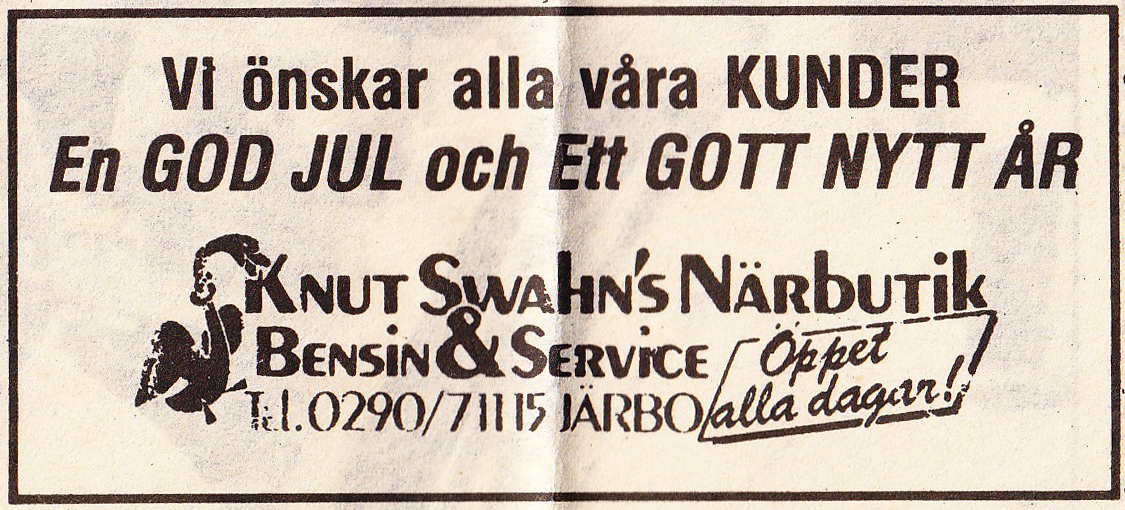 Vi önskar alla våra KUNDER
En GOD JUL och Ett GOTT NYTT ÅR
KNUT SWAHN'S NÄRBUTIK
BENSIN & SERVICE
Öppet
alla dagar!
Tel. 0290/71115 JÄRBO